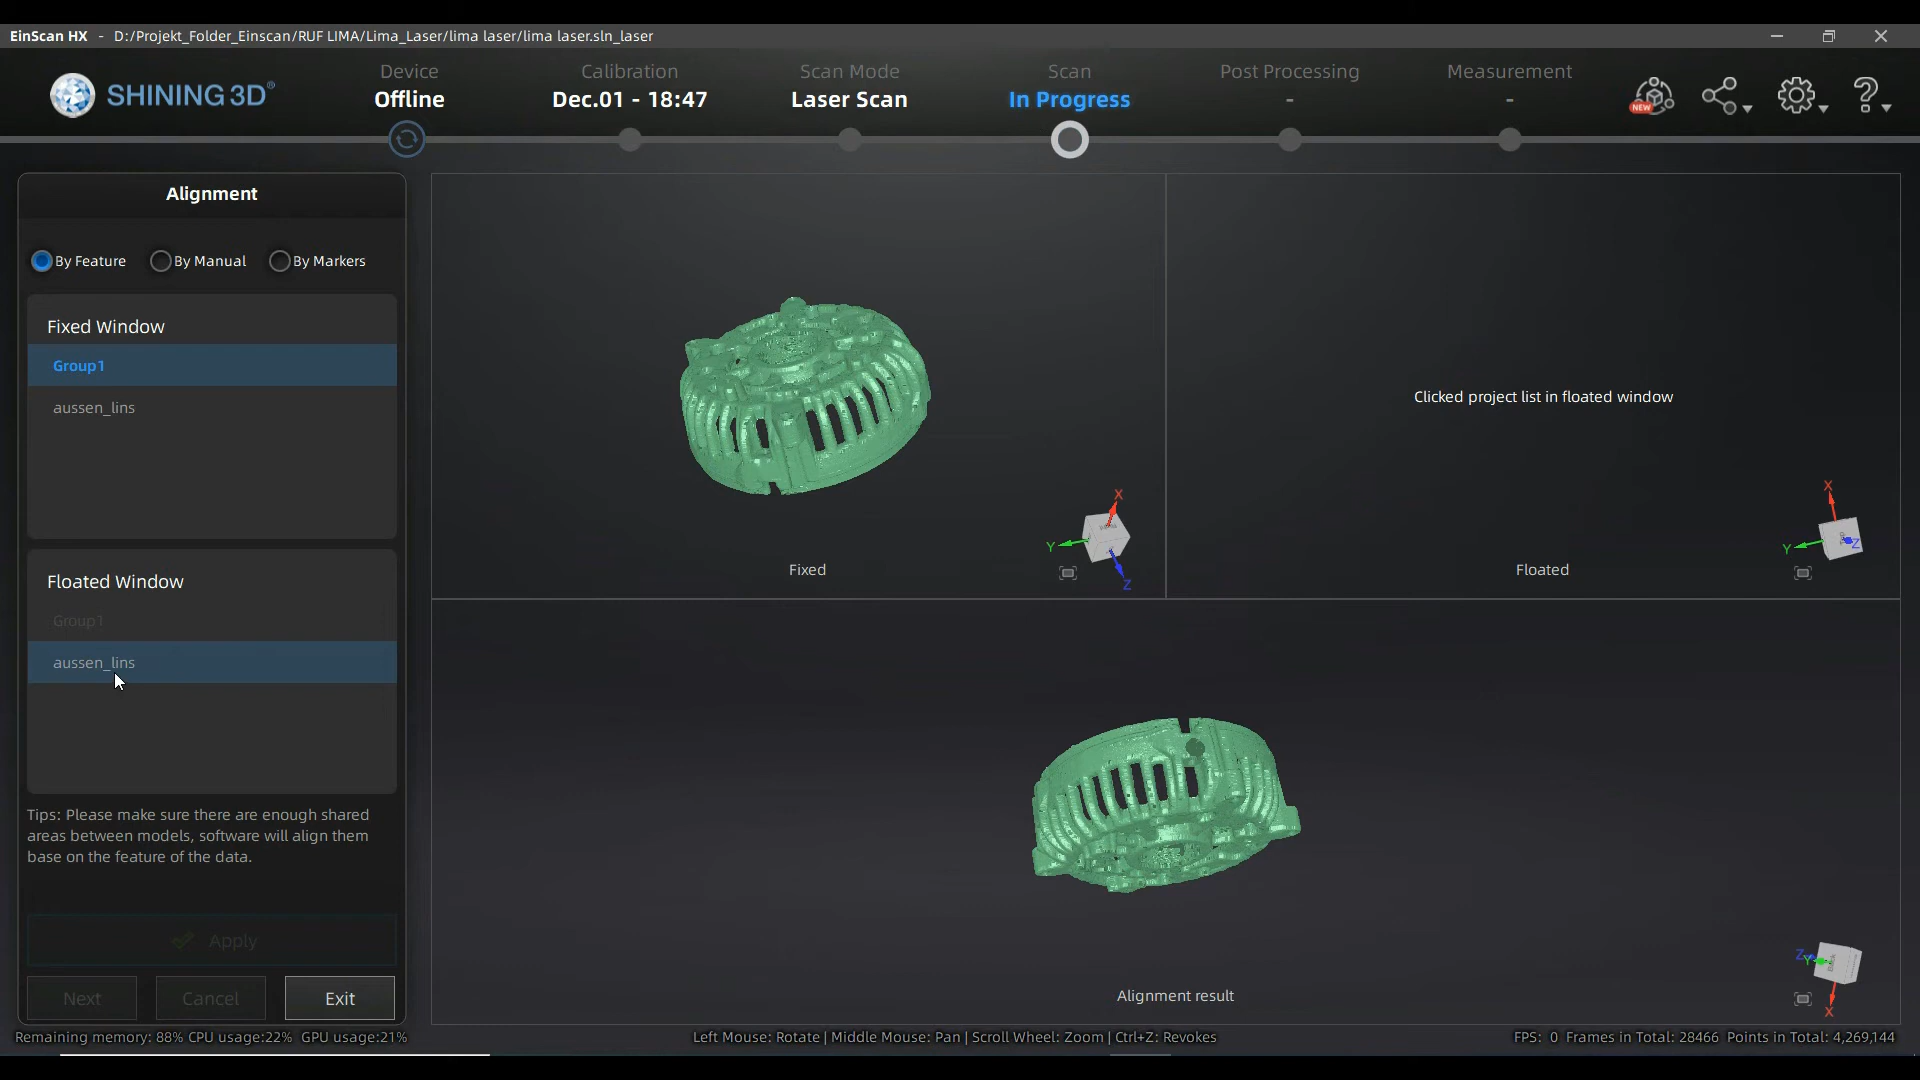 EinScan HX - D:/Projekt_Folder_Einscan/RUF LIMA/Lima_Laser/lima laser/lima laser.sln_laser
SHINING 3D®
Device
Offline
Calibration
Dec.01 - 18:47
Scan Mode
Laser Scan
Scan
In Progress
Post Processing
-
Measurement
-
NEW
Alignment
By Feature
By Manual
By Markers
Fixed Window
Group1
aussen_lins
Floated Window
Group1
aussen_lins
Tips: Please make sure there are enough shared
areas between models, software will align them
base on the feature of the data.
Apply
Next
Cancel
Exit
X
Y
Z
Fixed
Clicked project list in floated window
X
Y
Z
Floated
Z
Y
X
Alignment result
Remaining memory: 88% CPU usage:22% GPU usage:21%
Left Mouse: Rotate | Middle Mouse: Pan | Scroll Wheel: Zoom | Ctrl+Z: Revokes
FPS: 0 Frames in Total: 28466 Points in Total: 4,269,144